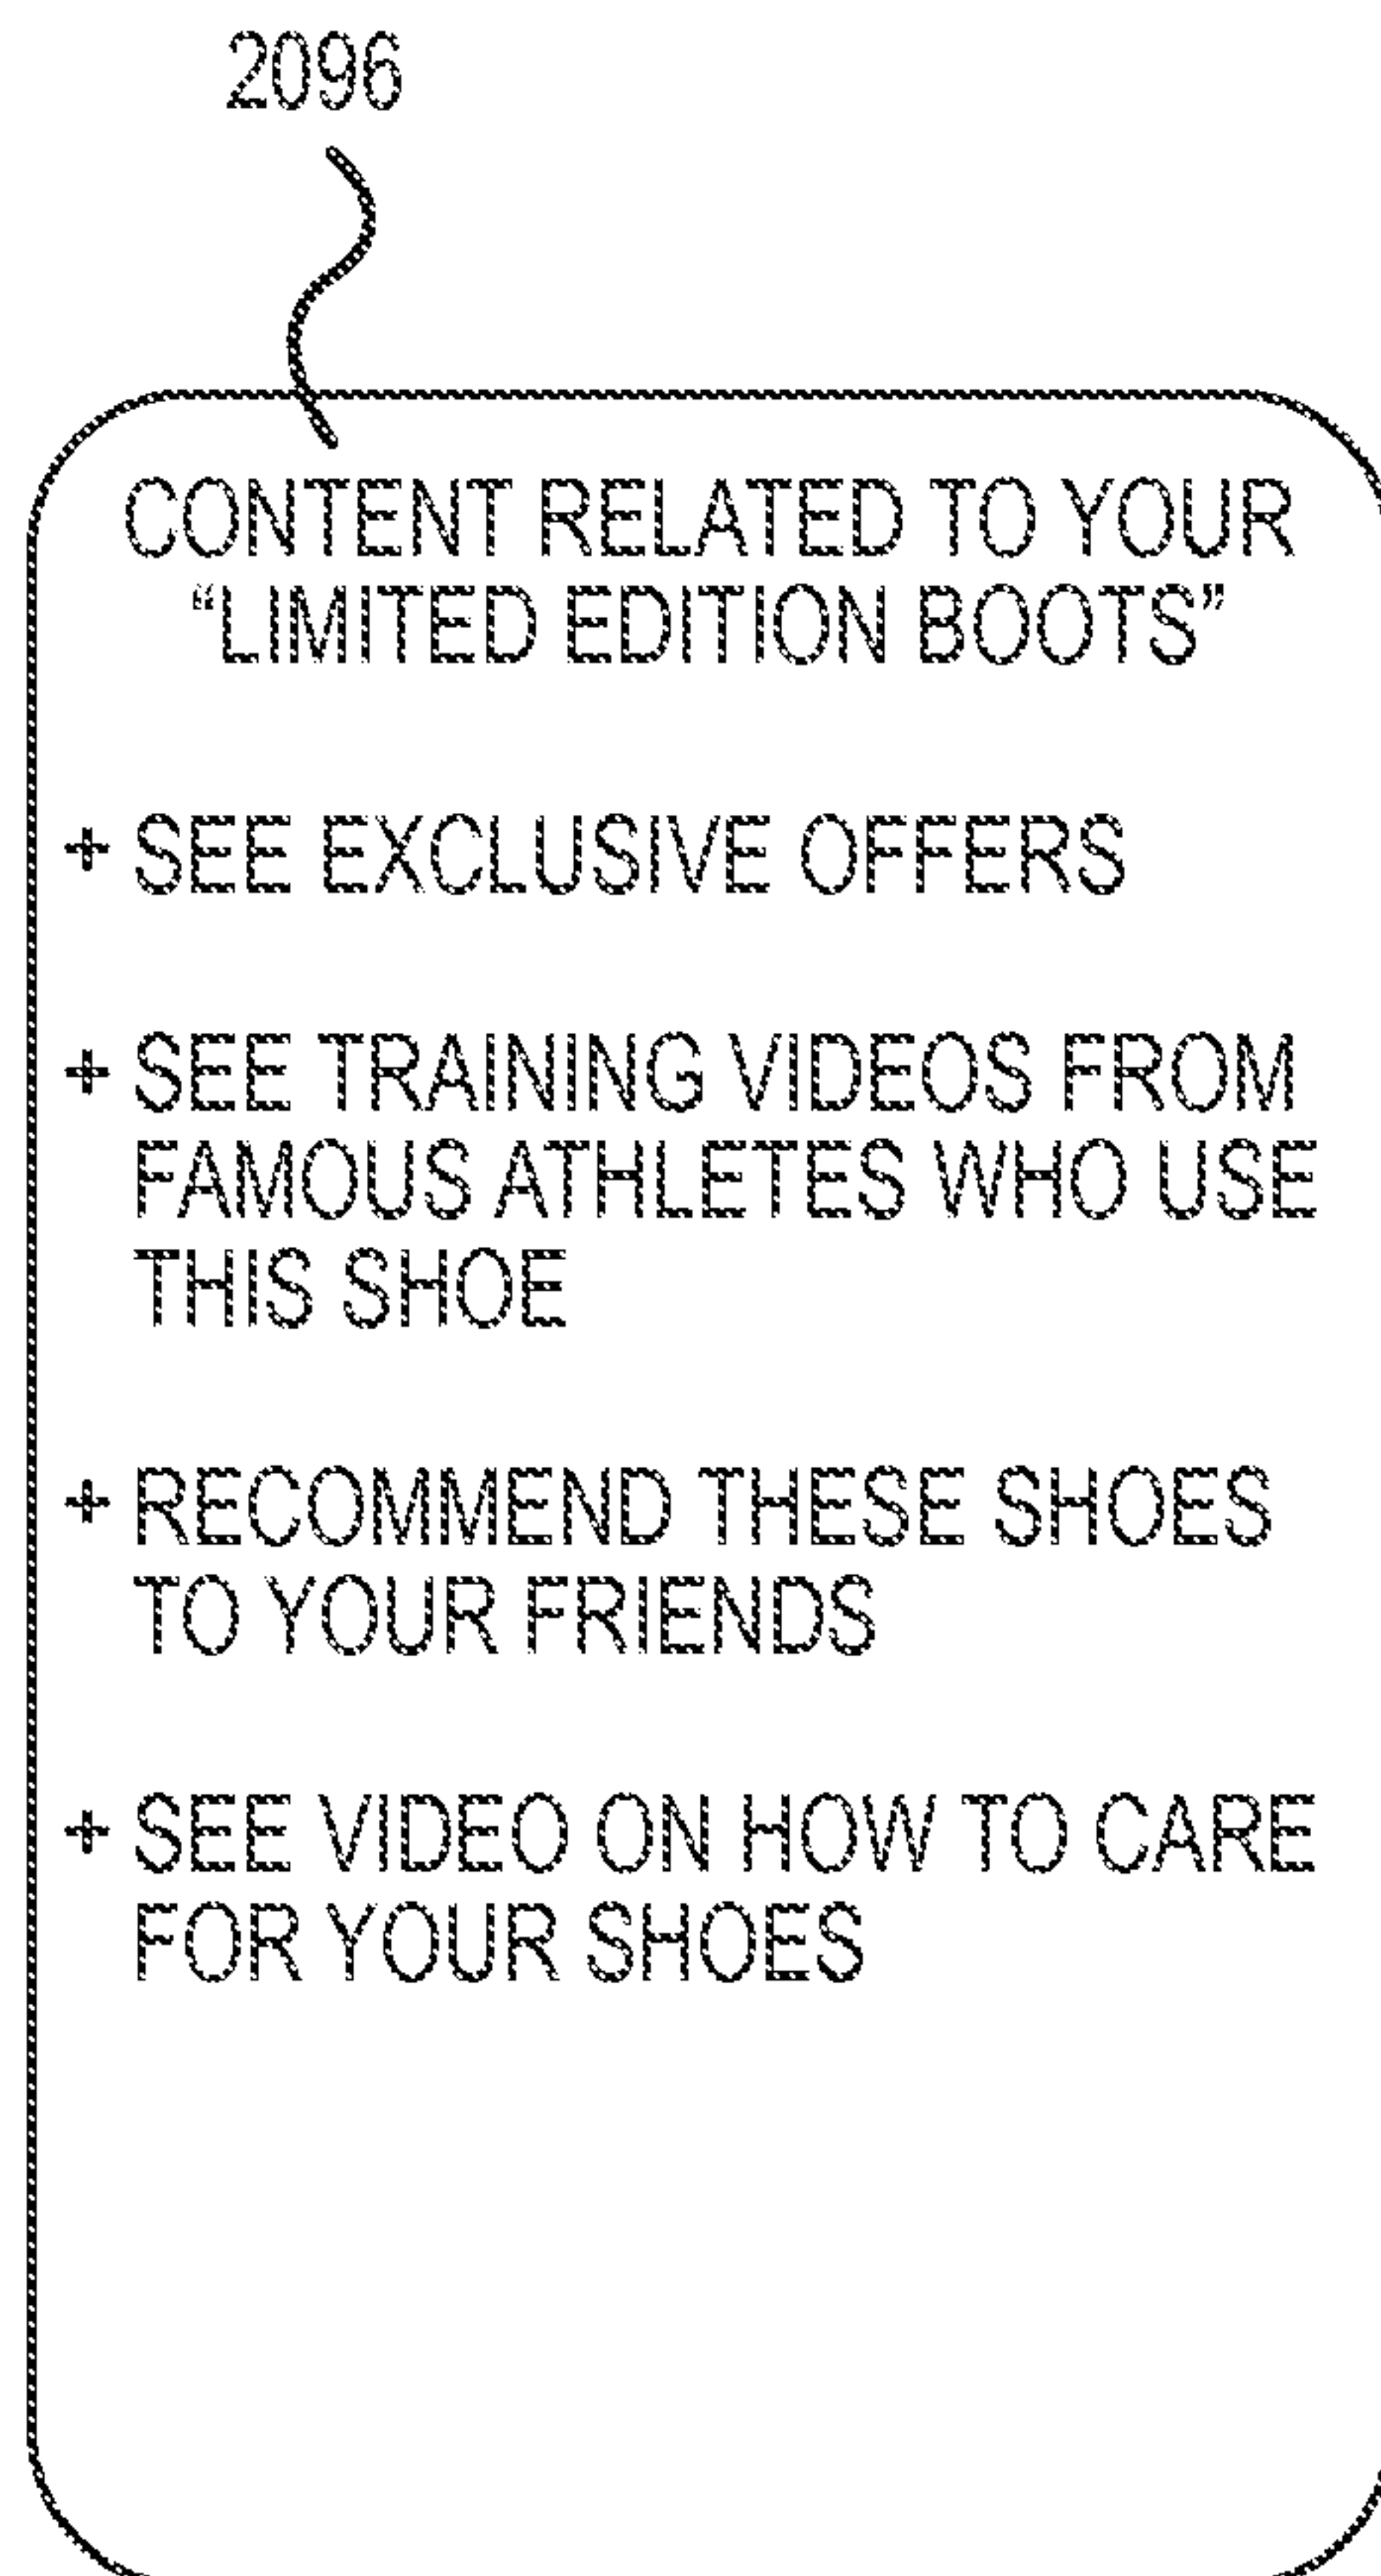 2096
CONTENT RELATED TO YOUR
“LIMITED EDITION BOOTS”
+ SEE EXCLUSIVE OFFERS
+ SEE TRAINING VIDEOS FROM
FAMOUS ATHLETES WHO USE
THIS SHOE
+ RECOMMEND THESE SHOES
TO YOUR FRIENDS
+ SEE VIDEO ON HOW TO CARE
FOR YOUR SHOES